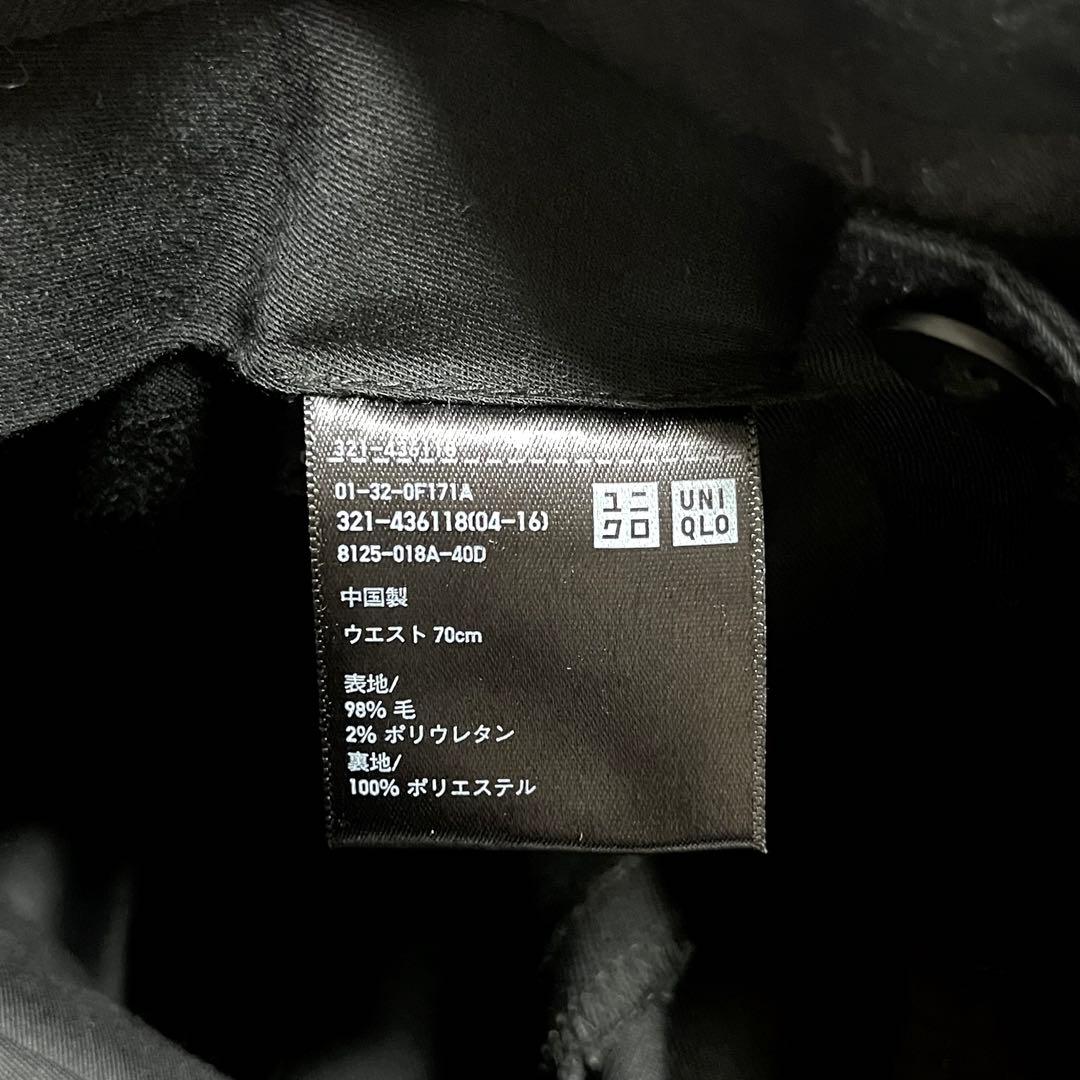 321-436118
01-32-0F171A
321-436118(04-16)
8125-018A-40D
ユニ
クロ
UNI
QLO
中国製
ウエスト 70cm
表地/
98% 毛
2% ポリウレタン
裏地/
100% ポリエステル